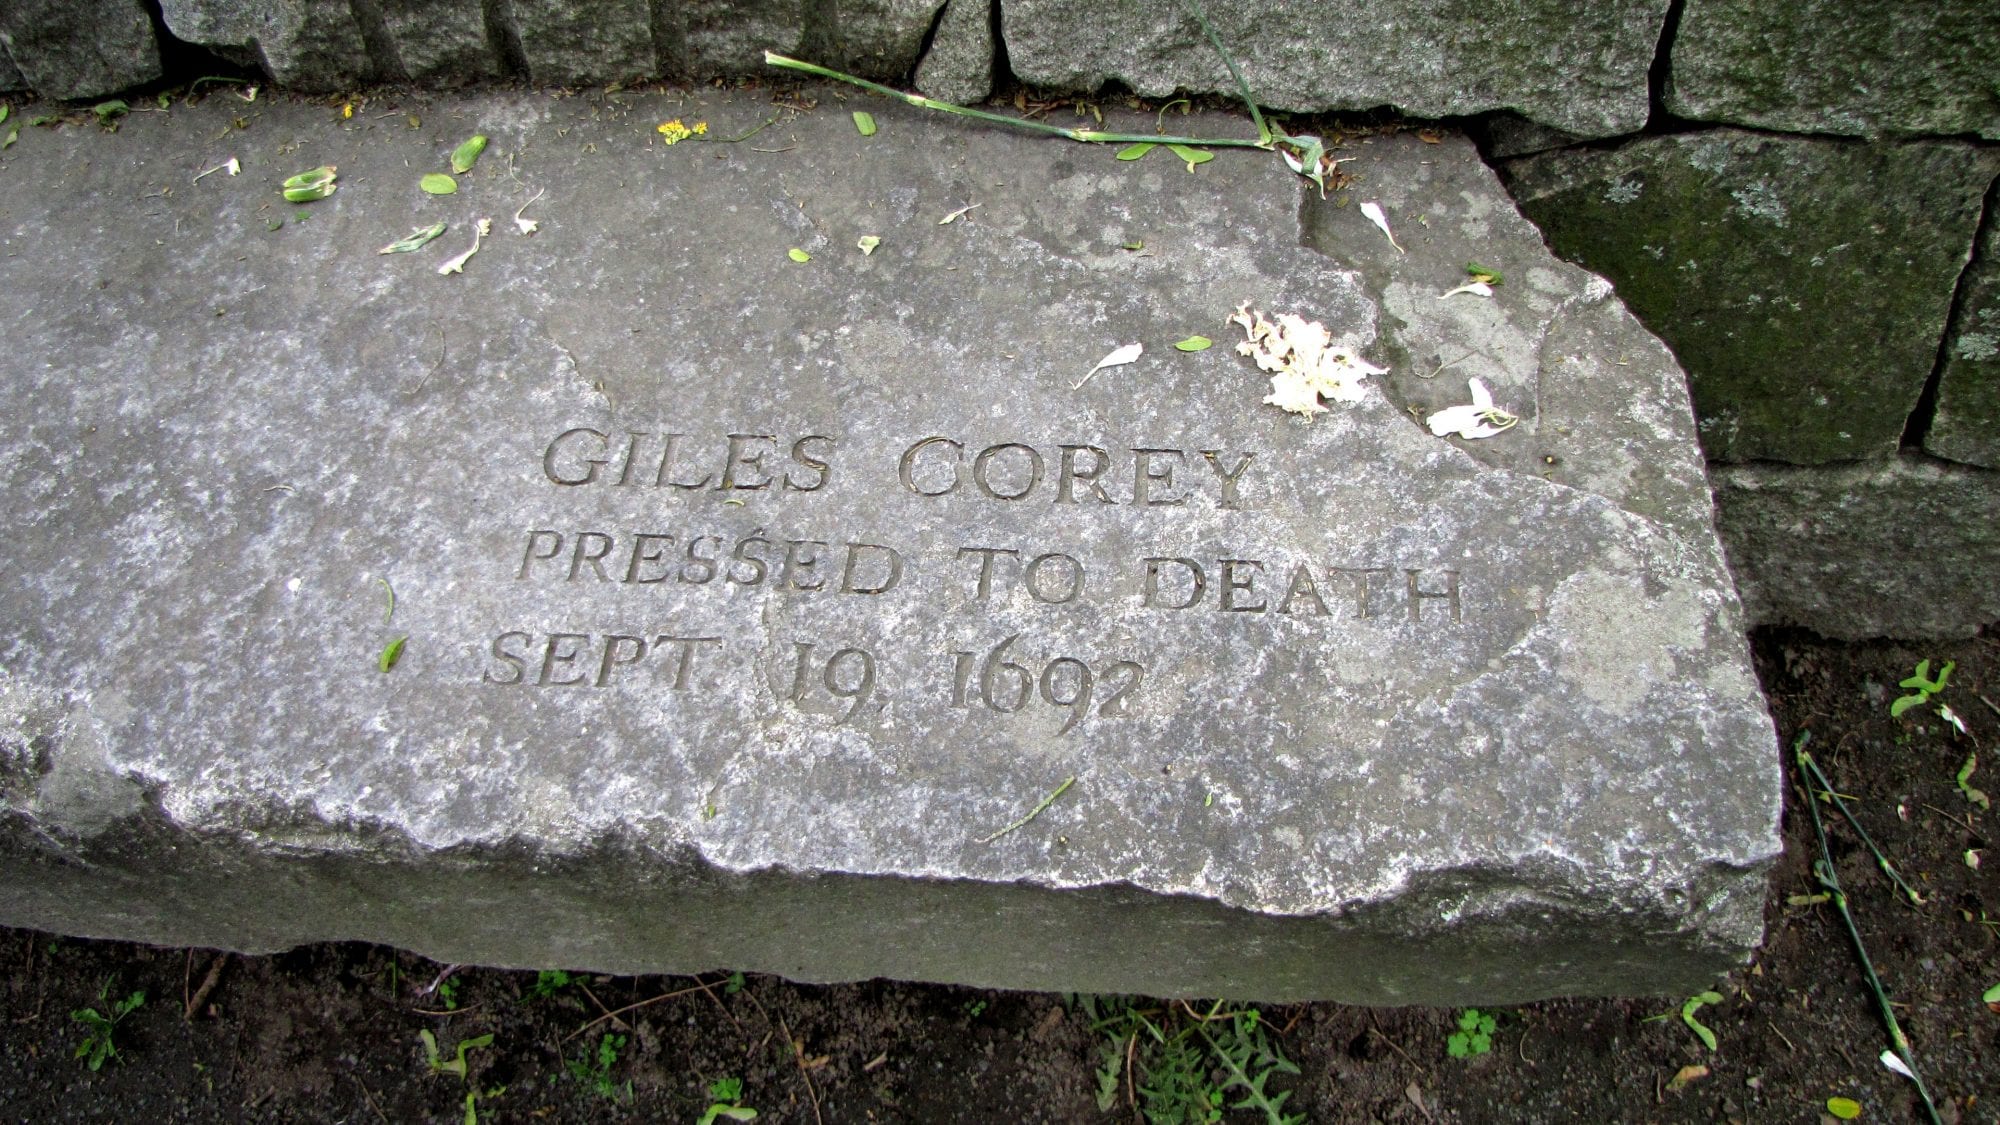 GILES COREY
PRESSED TO DEATH
SEPT. 19, 1692